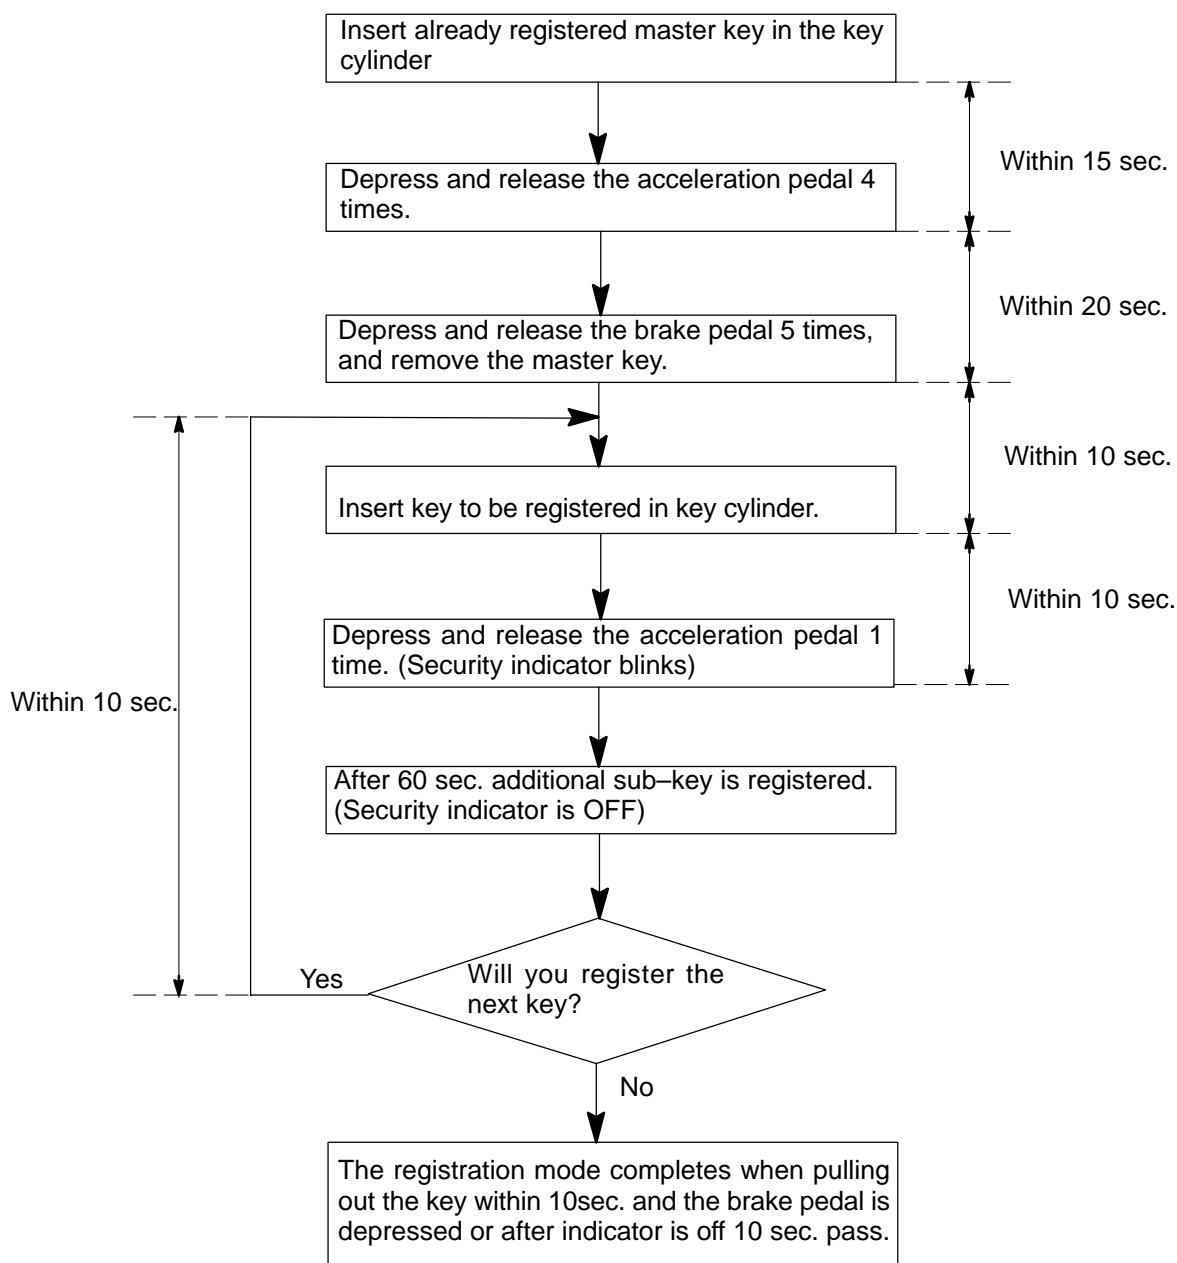 Insert already registered master key in the key
cylinder
Within 15 sec.
Depress and release the acceleration pedal 4
times.
Within 20 sec.
Depress and release the brake pedal 5 times,
and remove the master key.
Within 10 sec.
Insert key to be registered in key cylinder.
Within 10 sec.
Depress and release the acceleration pedal 1
time. (Security indicator blinks)
Within 10 sec.
After 60 sec. additional sub–key is registered.
(Security indicator is OFF)
Will you register the
next key?
Yes
No
The registration mode completes when pulling
out the key within 10sec. and the brake pedal is
depressed or after indicator is off 10 sec. pass.